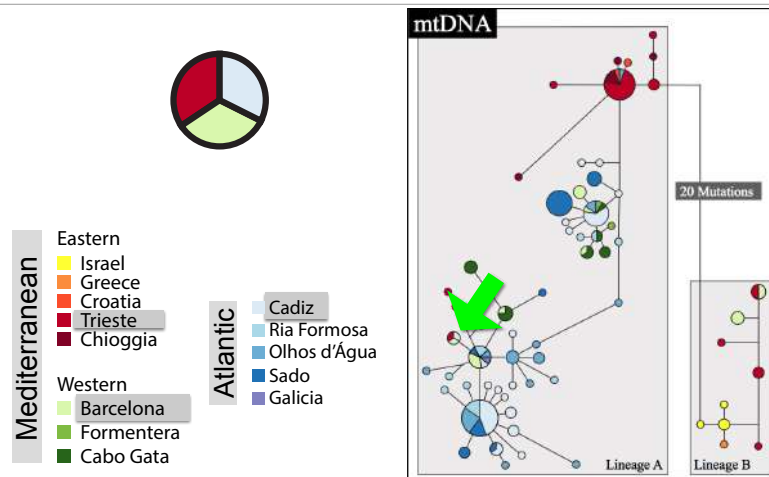 mtDNA
20 Mutations
Lineage A
Lineage B
Mediterranean
Eastern
Israel
Greece
Croatia
Trieste
Chioggia
Western
Barcelona
Formentera
Cabo Gata
Atlantic
Cadiz
Ria Formosa
Olhos d'Água
Sado
Galicia